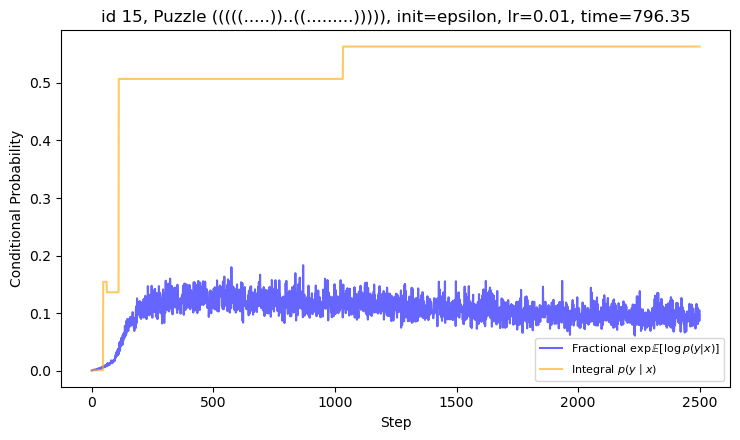 id 15, Puzzle (((((.....))..((.........))))), init=epsilon, lr=0.01, time=796.35
Conditional Probability
0.5
0.4
0.3
0.2
0.1
0.0
Fractional exp 𝔼[log p(y|x)]
Integral p(y | x)
0 500 1000 1500 2000 2500
Step